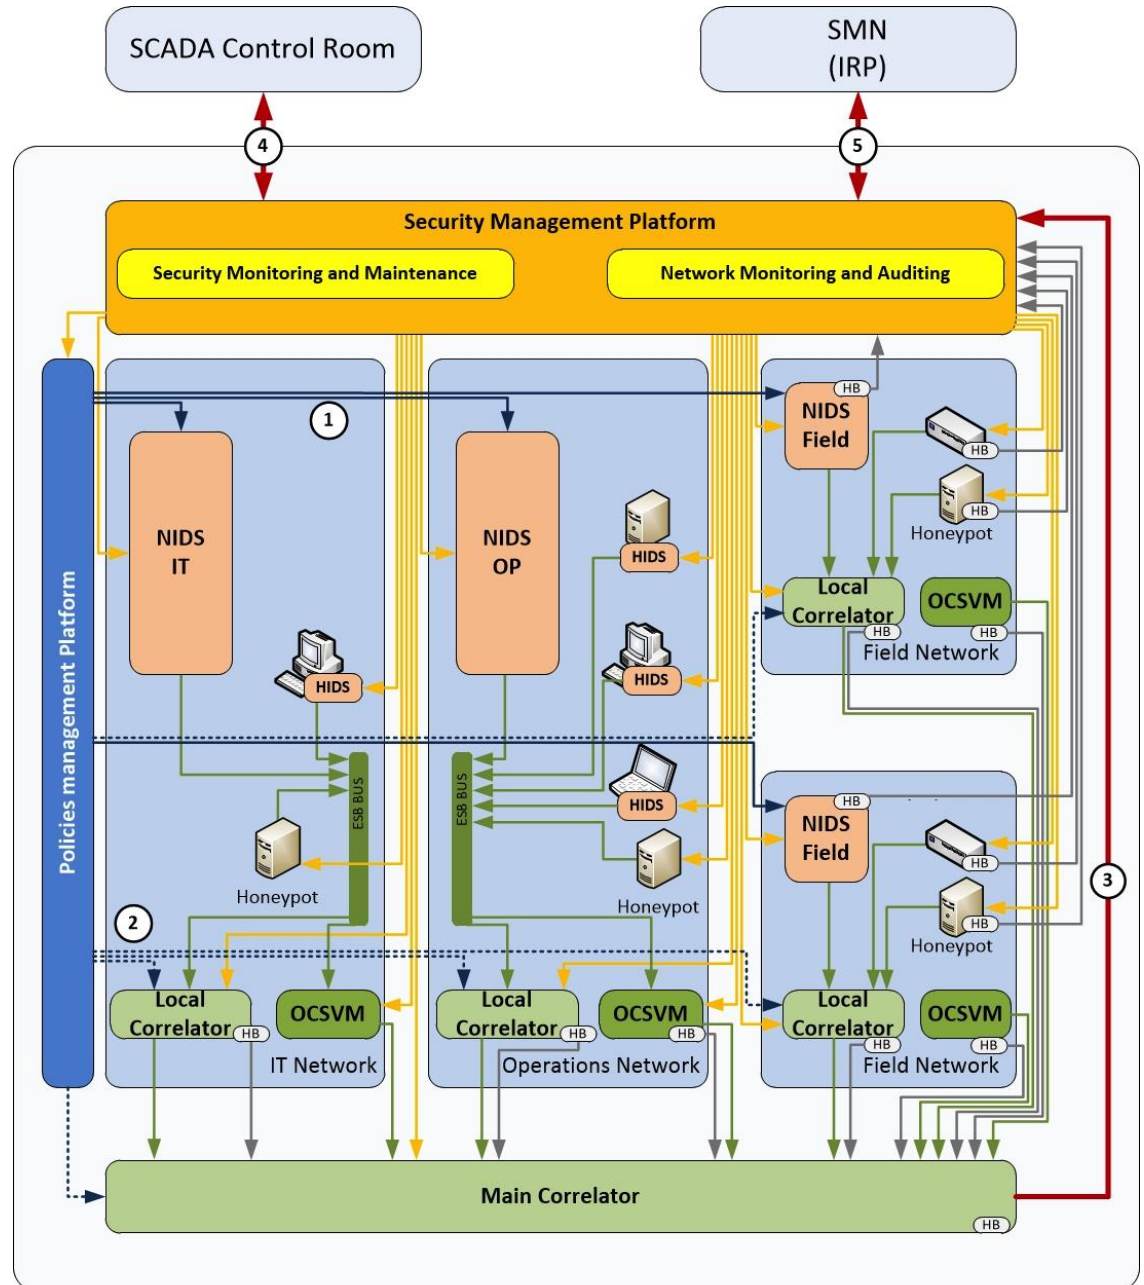 SCADA Control Room
SMN
(IRP)
4
5
Security Management Platform
Security Monitoring and Maintenance
Network Monitoring and Auditing
Policies management Platform
1
NIDS
IT
HIDS
ESB BUS
Honeypot
2
Local
Correlator
HB
OCSVM
IT Network
NIDS
OP
HIDS
HIDS
HIDS
ESB BUS
Honeypot
Local
Correlator
HB
OCSVM
HB
Operations Network
HB
NIDS
Field
HB
HB
Honeypot
Local
Correlator
HB
OCSVM
HB
Field Network
HB
NIDS
Field
HB
HB
Honeypot
Local
Correlator
HB
OCSVM
HB
Field Network
3
Main Correlator
HB